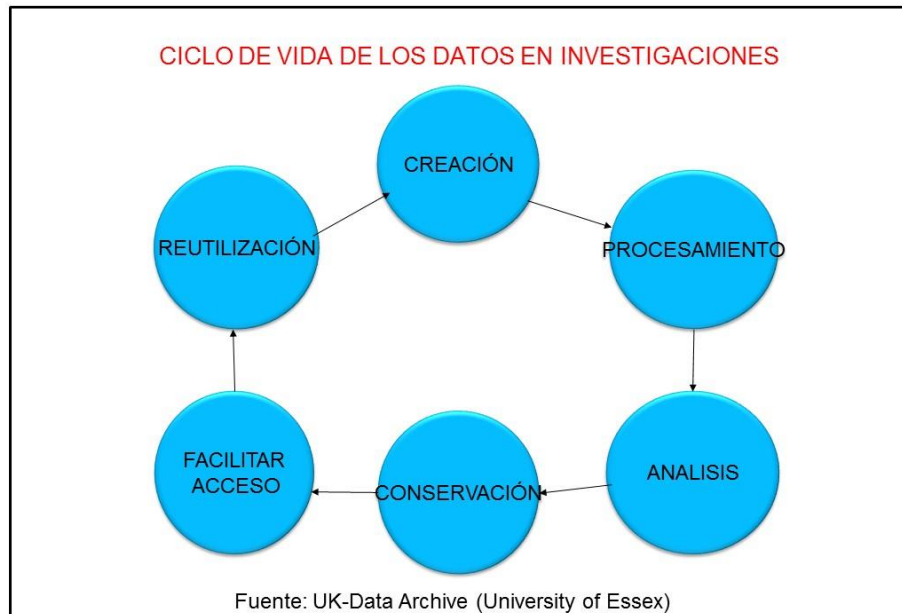 CICLO DE VIDA DE LOS DATOS EN INVESTIGACIONES
CREACIÓN
PROCESAMIENTO
ANALISIS
CONSERVACIÓN
FACILITAR
ACCESO
REUTILIZACIÓN
Fuente: UK-Data Archive (University of Essex)